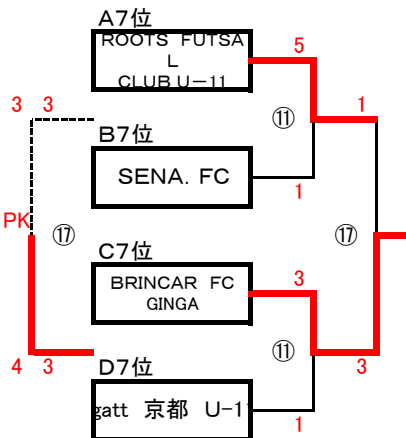 A7位
ROOTS FUTSA
L
CLUB U－11
5
3 3
⑪
1
B7位
SENA. FC
1
PK
⑰
⑰
C7位
BRINCAR FC
GINGA
3
⑪
4 3
3
D7位
gatt 京都 U-1
1